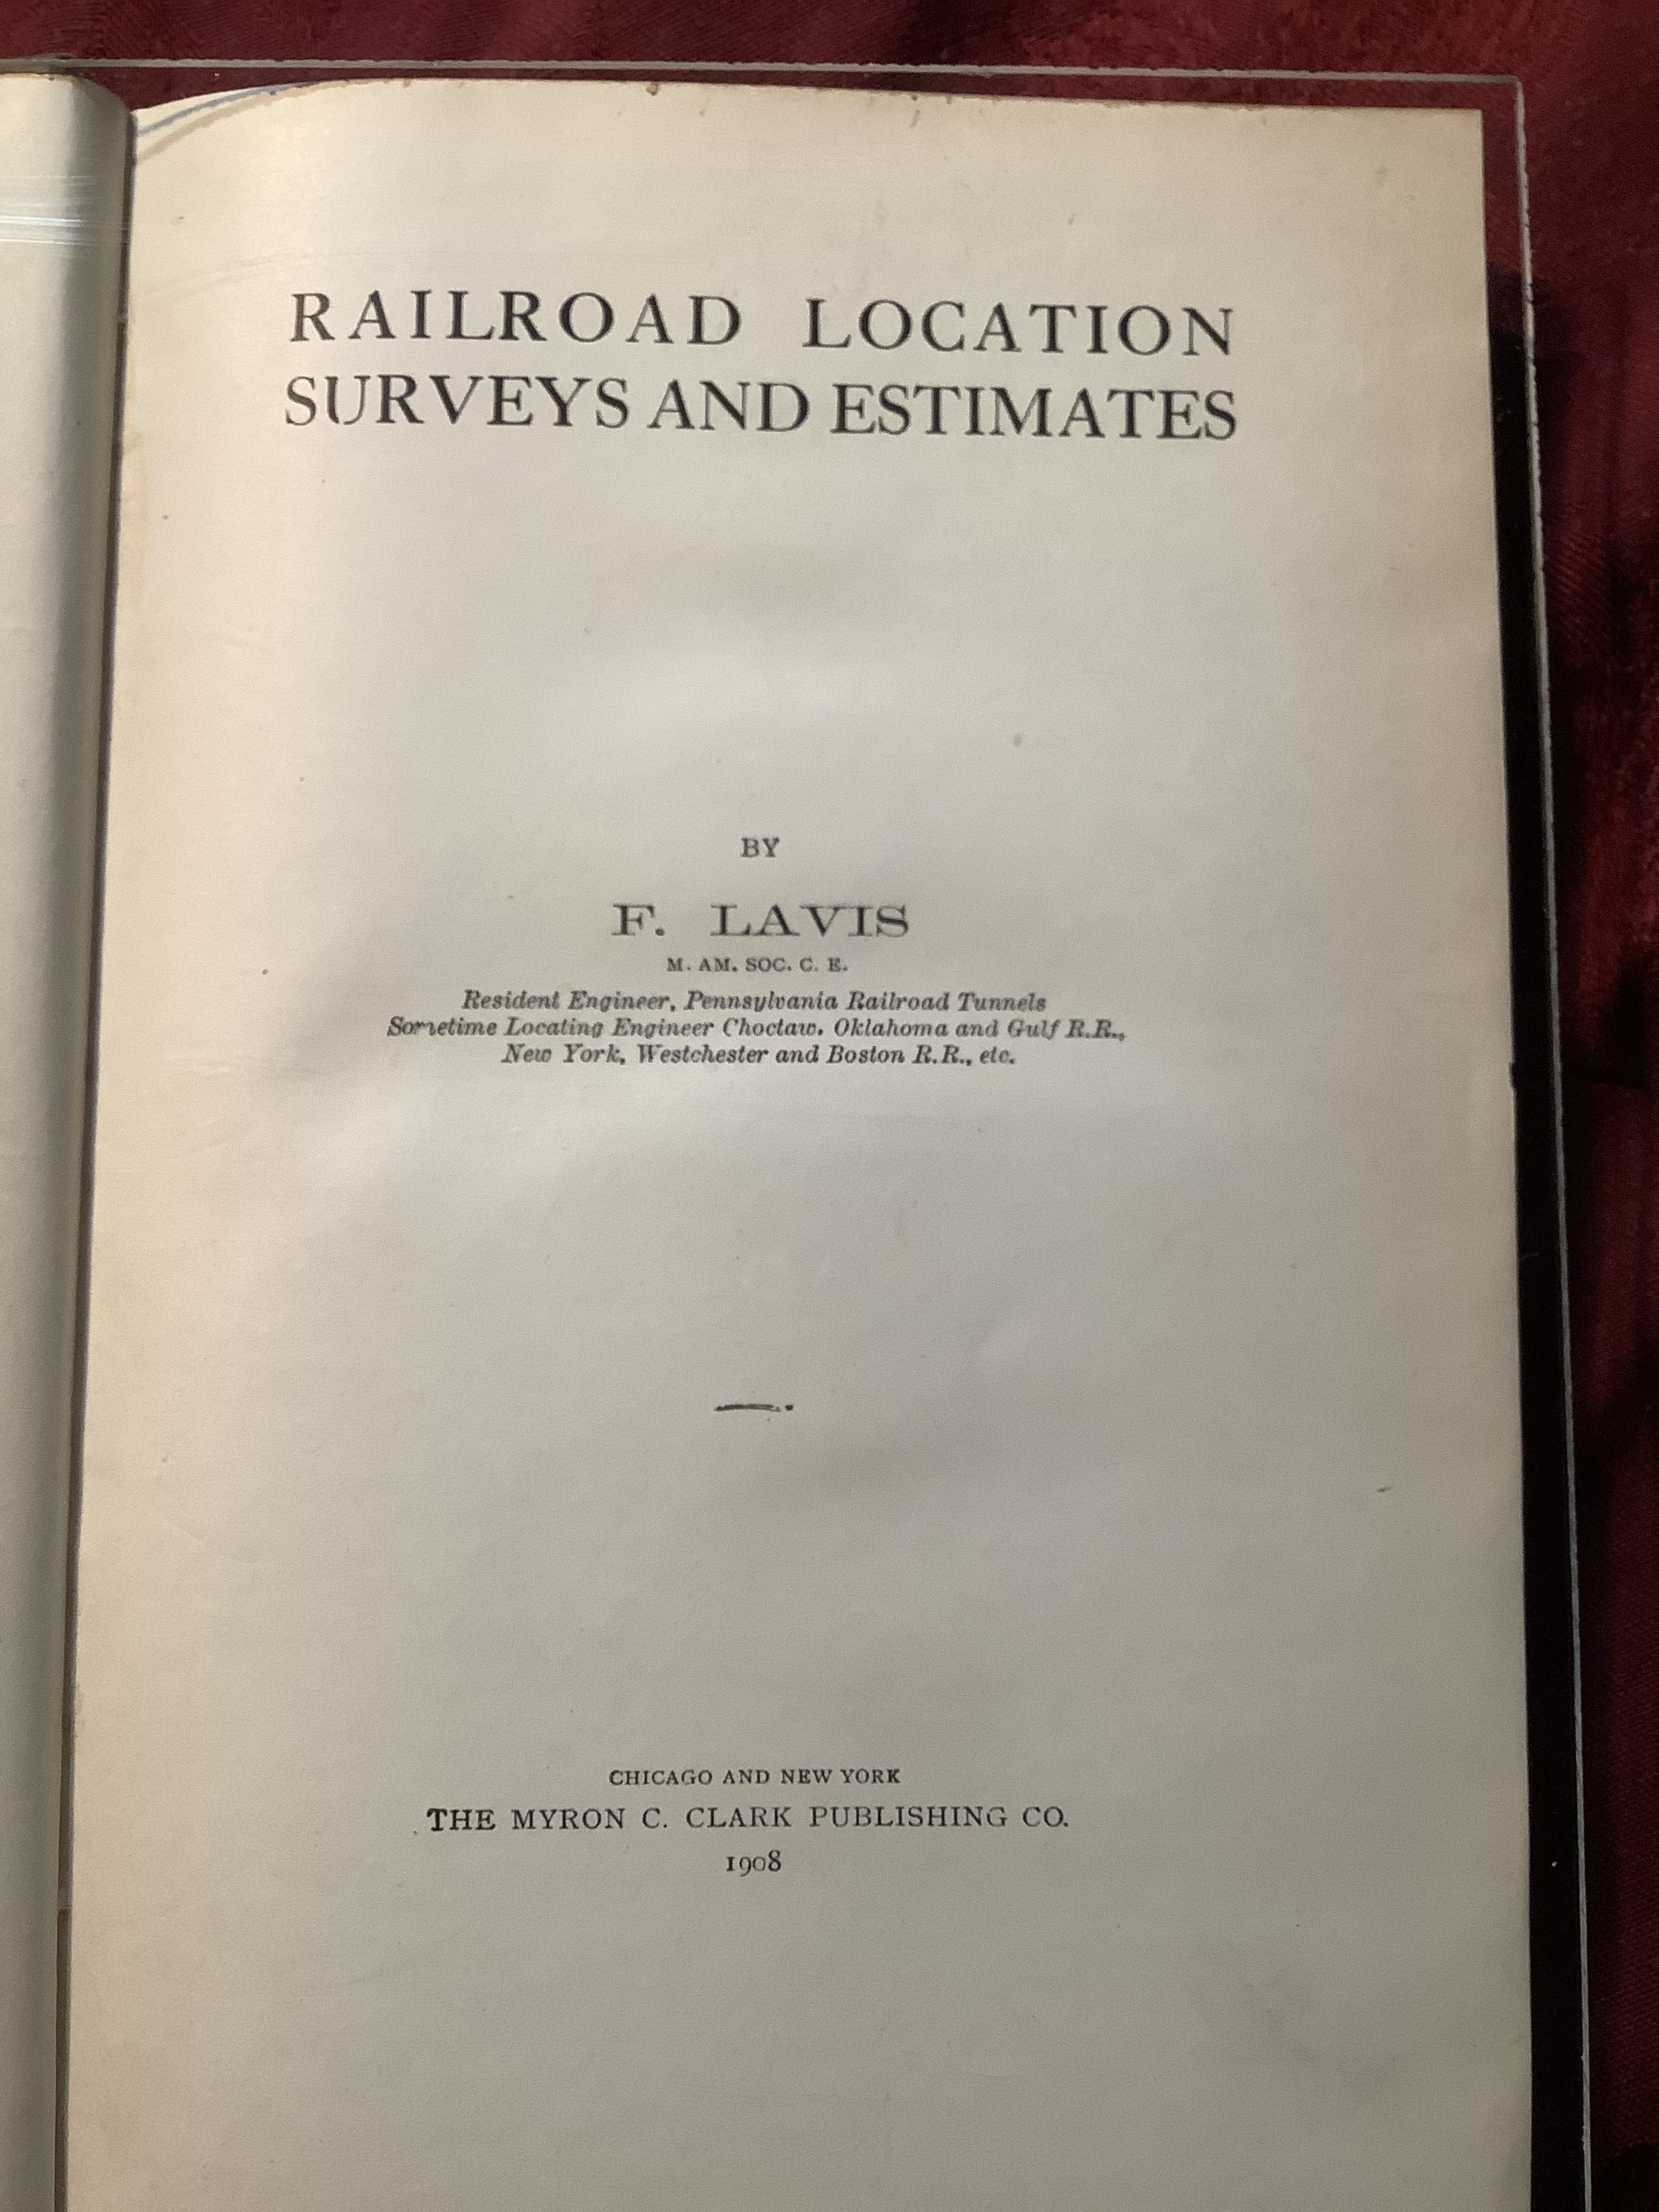 RAILROAD LOCATION
SURVEYS AND ESTIMATES
BY
F. LAVIS
M. AM. SOC. C. E.
Resident Engineer, Pennsylvania Railroad Tunnels
Sometime Locating Engineer Choctaw, Oklahoma and Gulf R.R.,
New York, Westchester and Boston R.R., etc.
CHICAGO AND NEW YORK
THE MYRON C. CLARK PUBLISHING CO.
1908